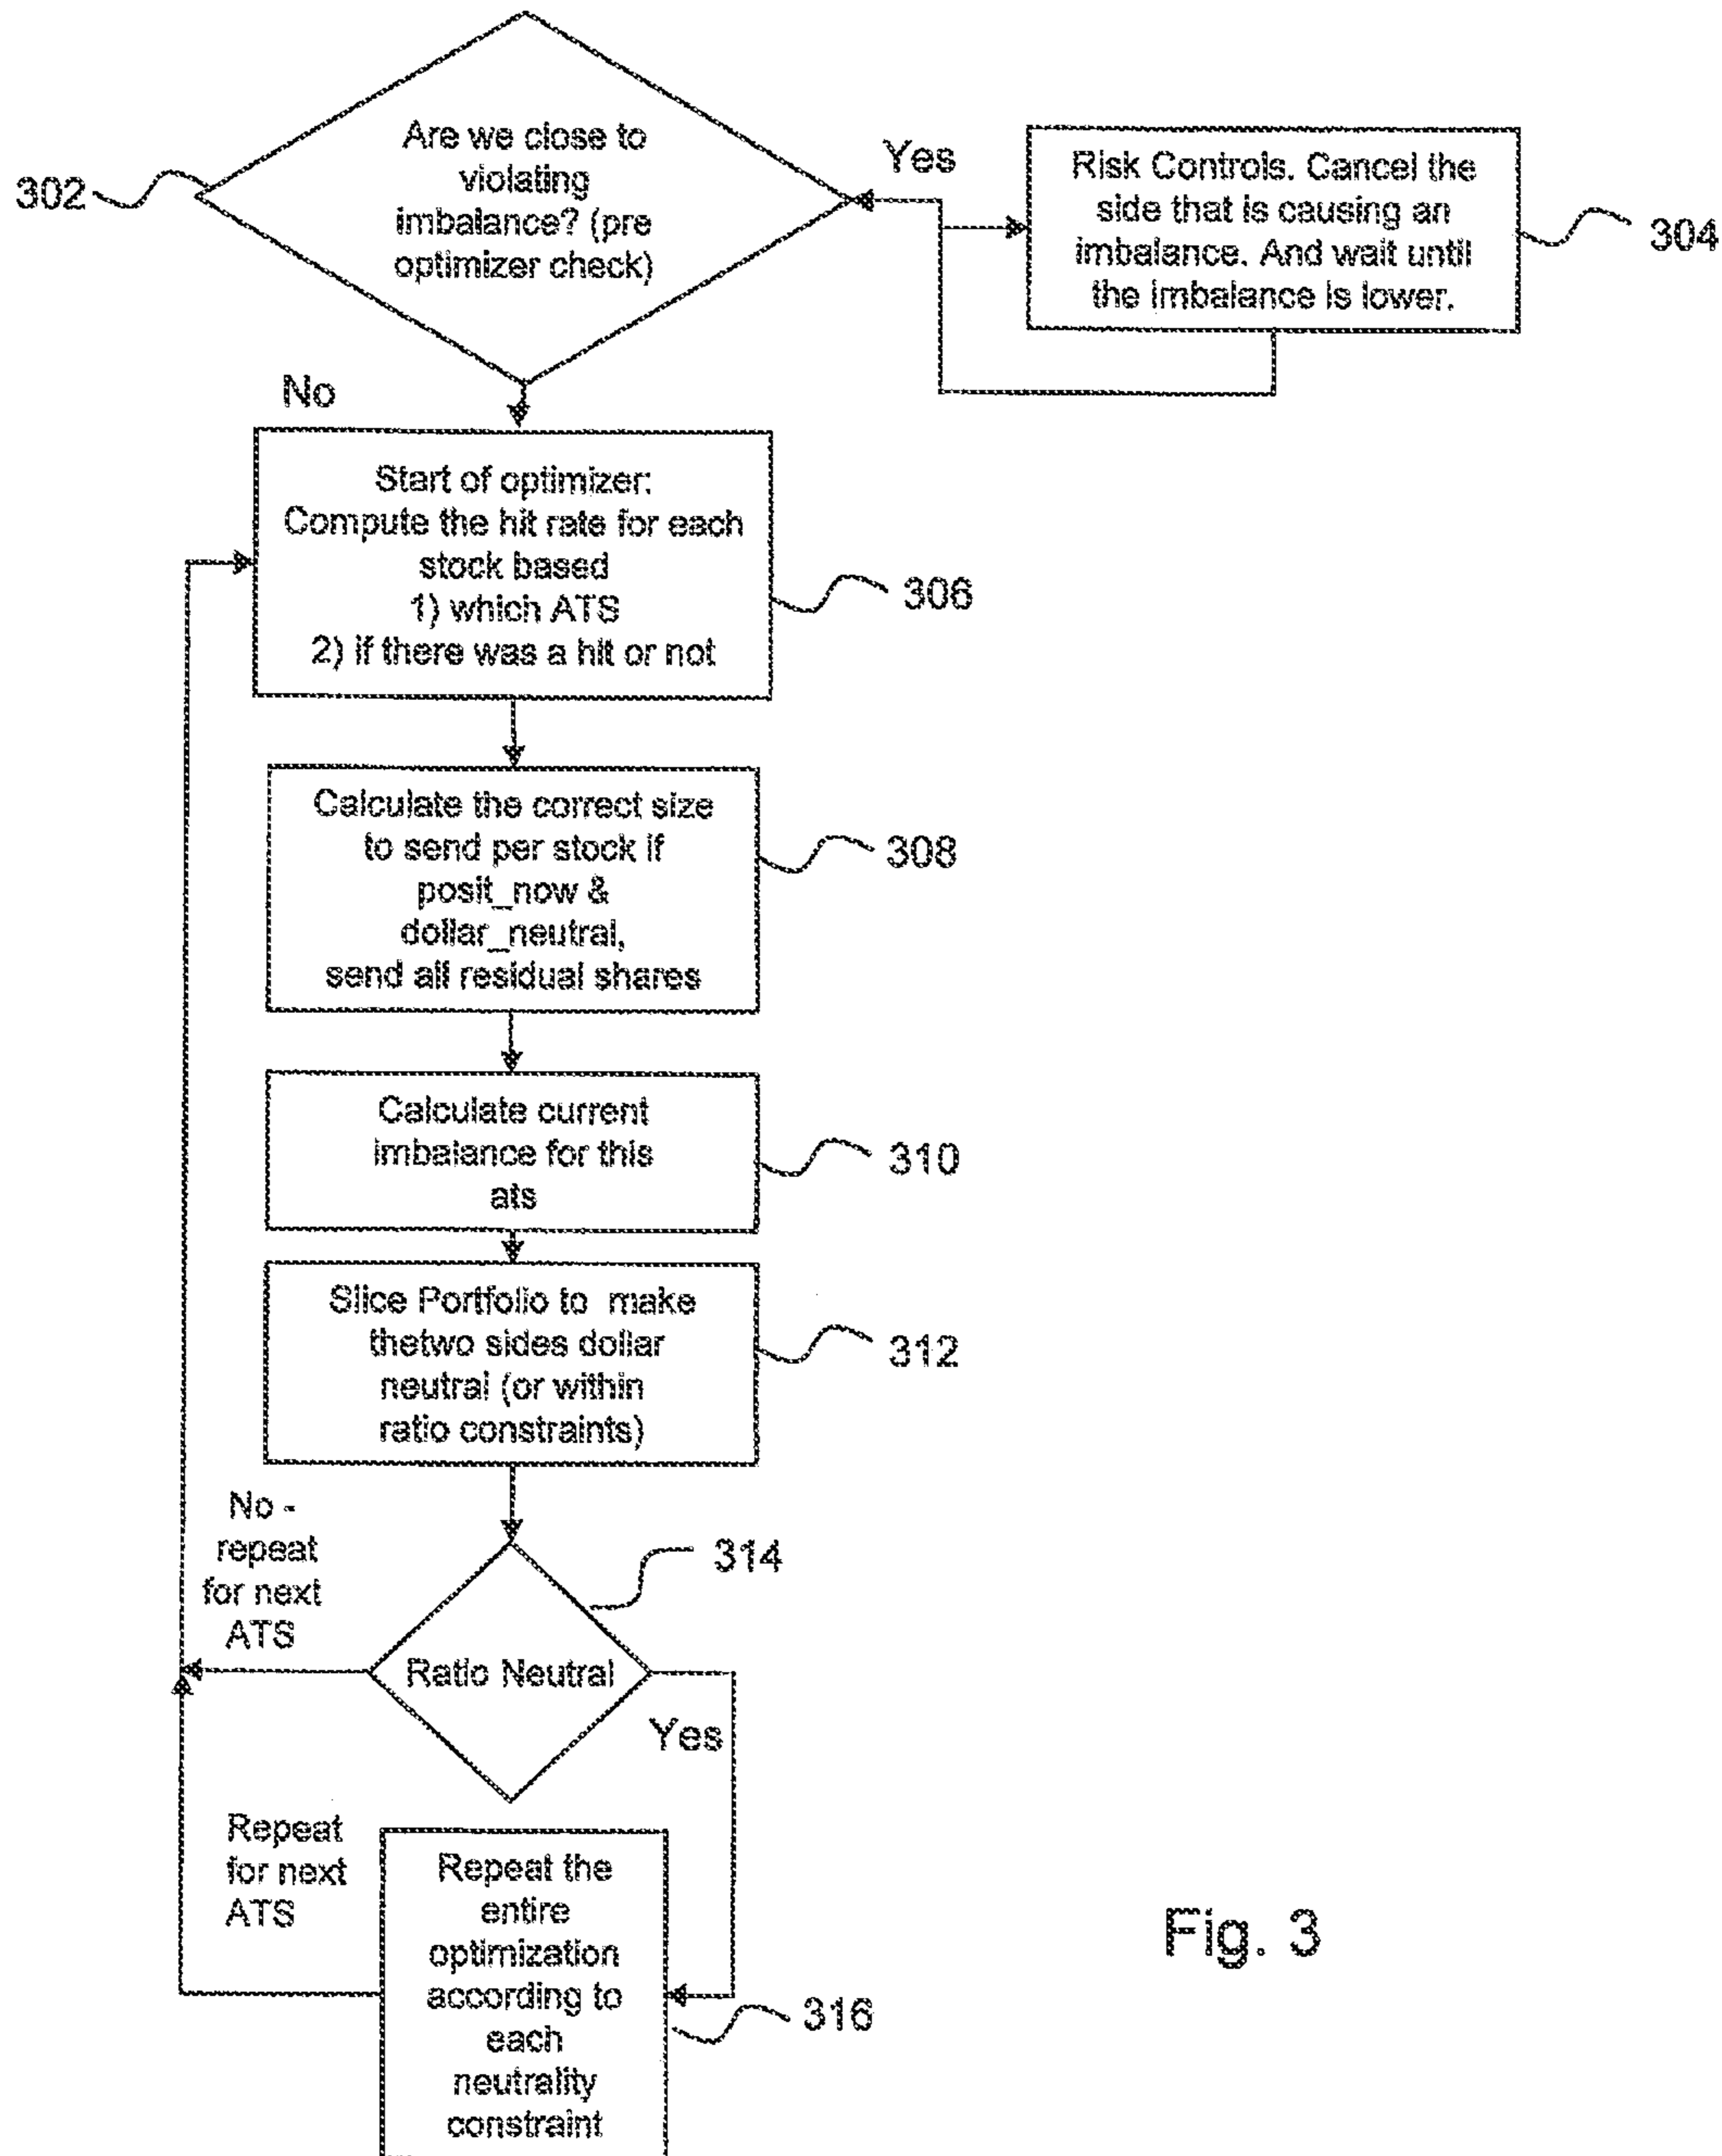 Are we close to
violating
imbalance? (pre
optimizer check)
302
Yes
Risk Controls. Cancel the
side that is causing an
imbalance. And wait until
the imbalance is lower.
304
No
Start of optimizer:
Compute the hit rate for each
stock based
1) which ATS
2) if there was a hit or not
306
Calculate the correct size
to send per stock if
posit_now &
dollar_neutral,
send all residual shares
308
Calculate current
imbalance for this
ats
310
Slice Portfolio to make
thetwo sides dollar
neutral (or within
ratio constraints)
312
No -
repeat
for next
ATS
314
Ratio Neutral
Yes
Repeat
for next
ATS
Repeat the
entire
optimization
according to
each
neutrality
constraint
316
Fig. 3